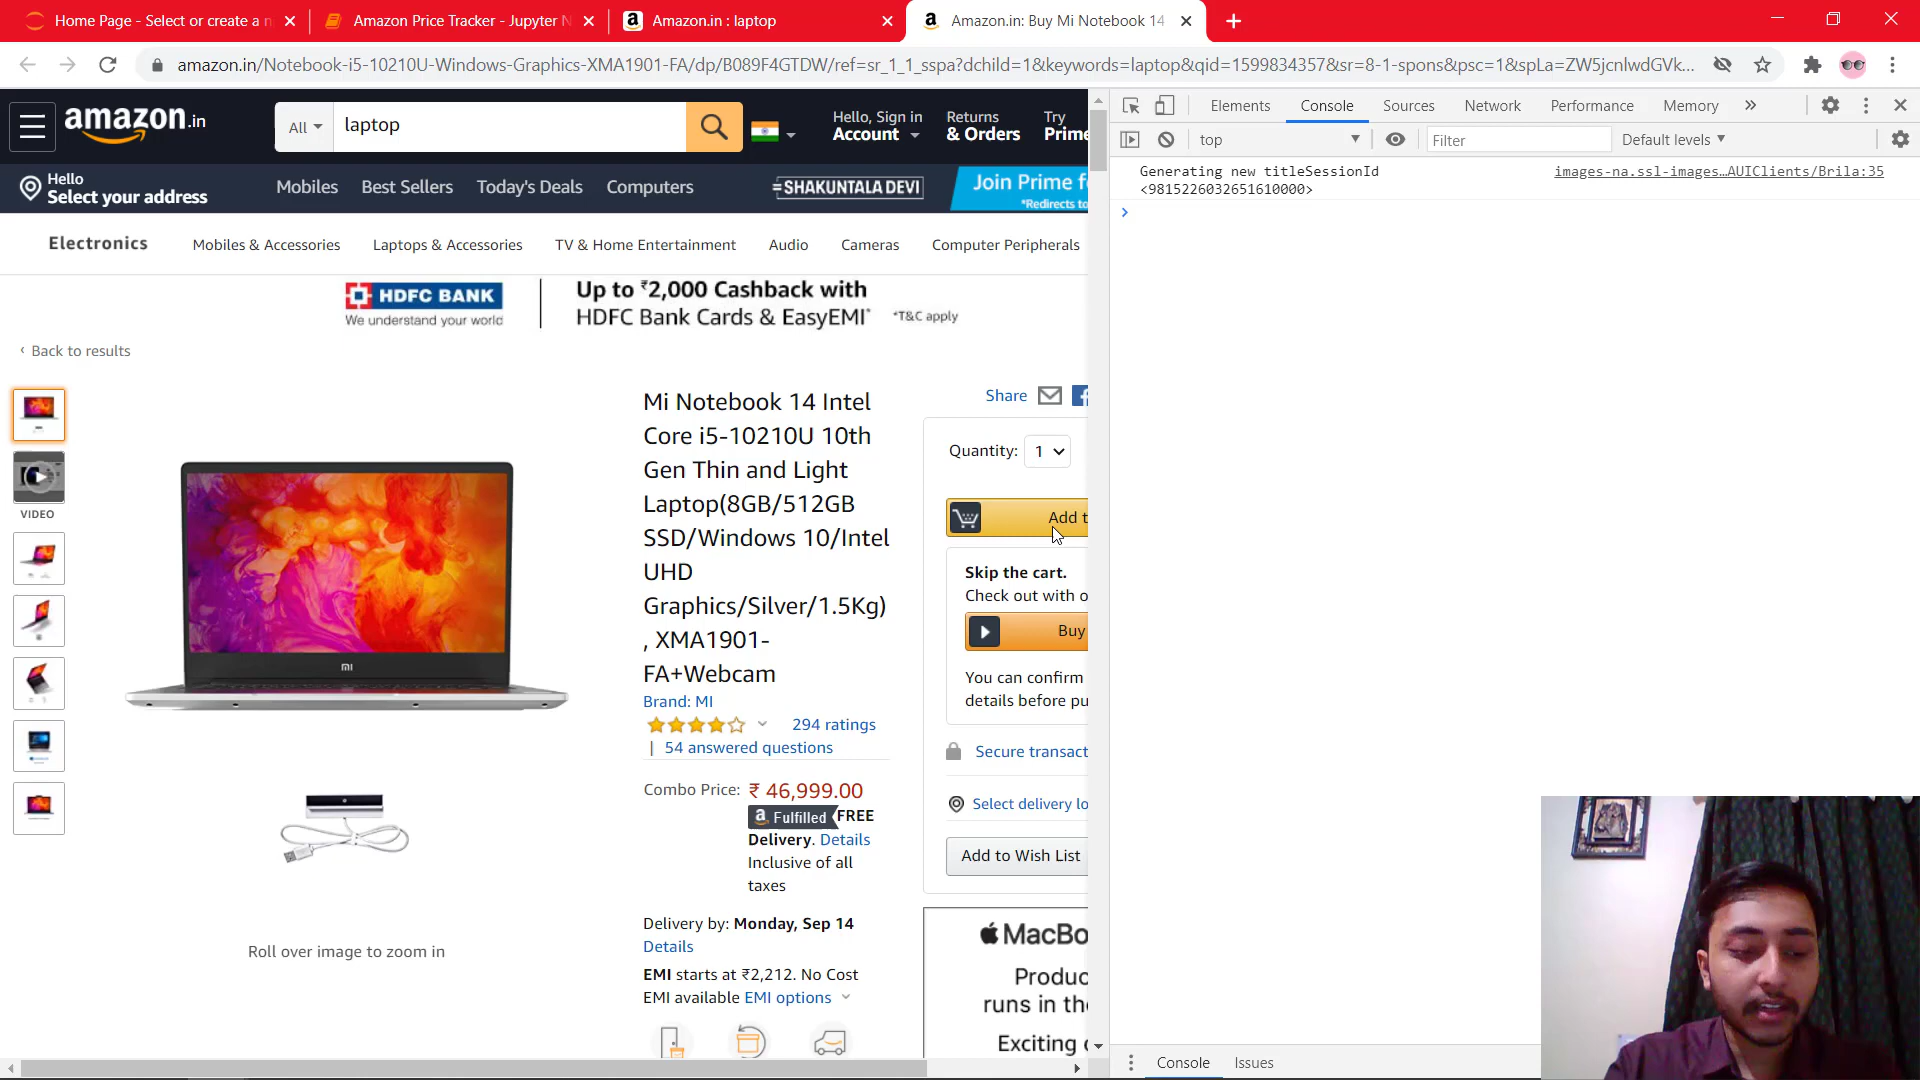 Home Page - Select or create a n
Amazon Price Tracker - Jupyter N
Amazon.in : laptop
Amazon.in: Buy Mi Notebook 14
amazon.in/Notebook-i5-10210U-Windows-Graphics-XMA1901-FA/dp/B089F4GTDW/ref=sr_1_1_sspa?dchild=1&keywords=laptop&qid=1599834357&sr=8-1-spons&psc=1&spLa=ZW5jcnlwdGVk...
amazon.in
All
laptop
Hello, Sign in
Account
Returns
& Orders
Try
Prime
Hello
Select your address
Mobiles
Best Sellers
Today's Deals
Computers
SHAKUNTALA DEVI
Join Prime f
*Redirects to
Electronics
Mobiles & Accessories
Laptops & Accessories
TV & Home Entertainment
Audio
Cameras
Computer Peripherals
HDFC BANK
We understand your world
Up to ₹2,000 Cashback with
HDFC Bank Cards & EasyEMI*
*T&C apply
‹ Back to results
VIDEO
mi
Roll over image to zoom in
Mi Notebook 14 Intel
Core i5-10210U 10th
Gen Thin and Light
Laptop(8GB/512GB
SSD/Windows 10/Intel
UHD
Graphics/Silver/1.5Kg)
, XMA1901-
FA+Webcam
Brand: MI
294 ratings
| 54 answered questions
Combo Price: ₹ 46,999.00
a Fulfilled FREE
Delivery. Details
Inclusive of all
taxes
Delivery by: Monday, Sep 14
Details
EMI starts at ₹2,212. No Cost
EMI available EMI options
Share
Quantity: 1
Add t
Skip the cart.
Check out with o
Buy
You can confirm
details before pu
Secure transact
Select delivery lo
Add to Wish List
MacBo
Produc
runs in the
Exciting
Elements
Console
Sources
Network
Performance
Memory
»
top
Filter
Default levels
Generating new titleSessionId
<9815226032651610000>
images-na.ssl-images…AUIClients/Brila:35
Console
Issues